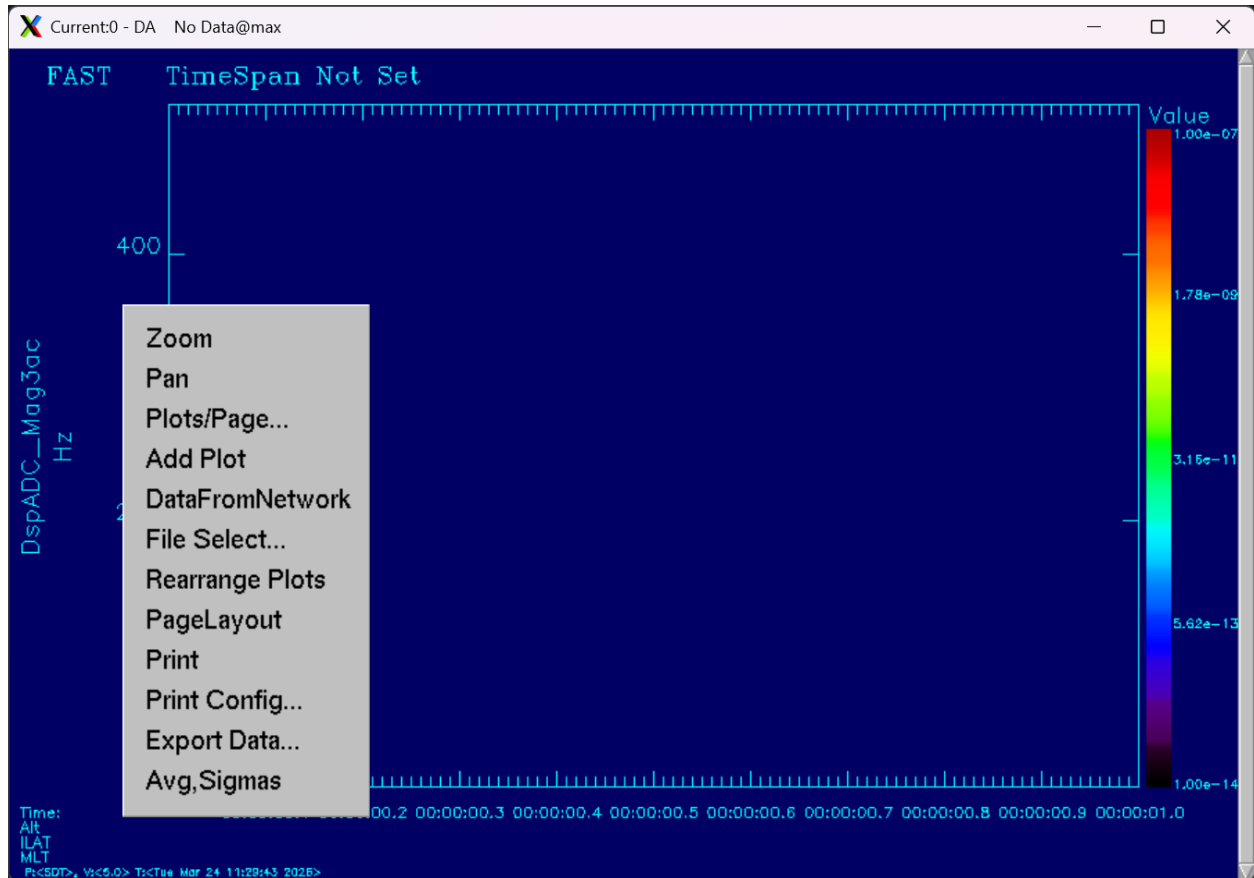 Current:0 - DA No Data@max
FAST TimeSpan Not Set
Value
1.00e-07
400
1.78e-09
Zoom
Pan
Plots/Page...
Add Plot
DataFromNetwork
File Select...
Rearrange Plots
PageLayout
Print
Print Config...
Export Data...
Avg,Sigmas
DspADC_Mag3ac
Hz
2
3.16e-11
5.62e-13
1.00e-14
Time:
00.2 00:00:00.3 00:00:00.4 00:00:00.5 00:00:00.6 00:00:00.7 00:00:00.8 00:00:00.9 00:00:01.0
Alt
ILAT
MLT